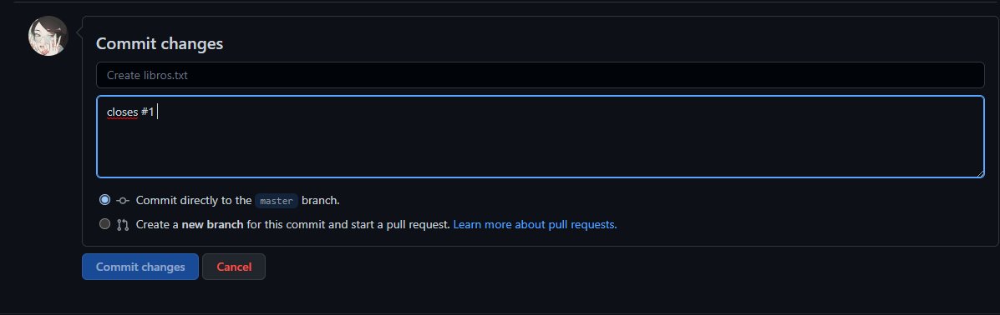 Commit changes
Create libros.txt
closes #1
Commit directly to the master branch.
Create a new branch for this commit and start a pull request. Learn more about pull requests.
Commit changes Cancel